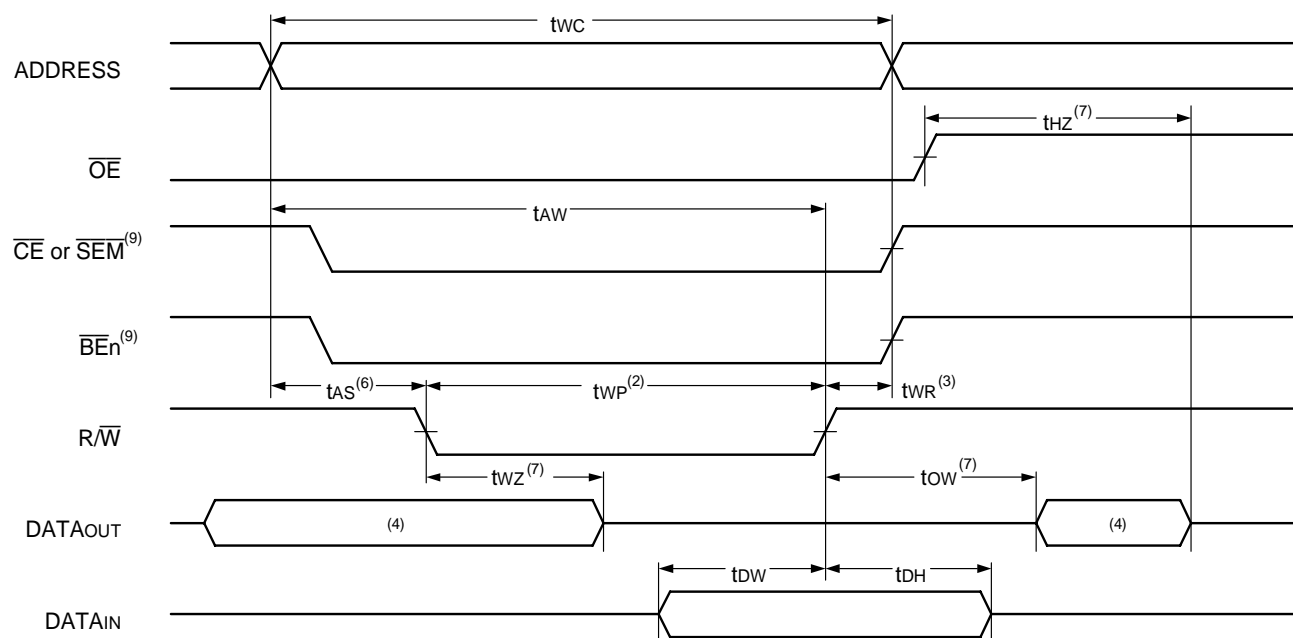 tWC
ADDRESS
tHZ(7)
OE
tAW
CE or SEM(9)
BEn(9)
tAS(6)
tWP(2)
tWR(3)
R/W
tWZ(7)
tOW(7)
DATAOUT
(4)
(4)
tDW
tDH
DATAIN